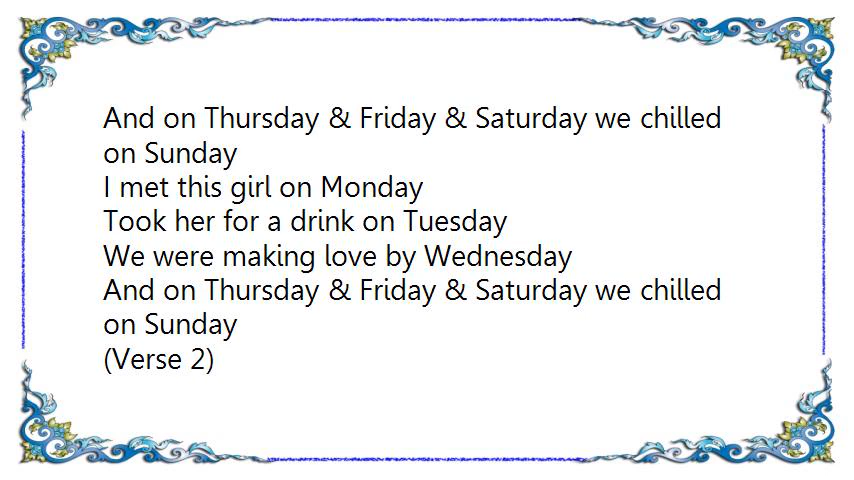 And on Thursday & Friday & Saturday we chilled
on Sunday
I met this girl on Monday
Took her for a drink on Tuesday
We were making love by Wednesday
And on Thursday & Friday & Saturday we chilled
on Sunday
(Verse 2)